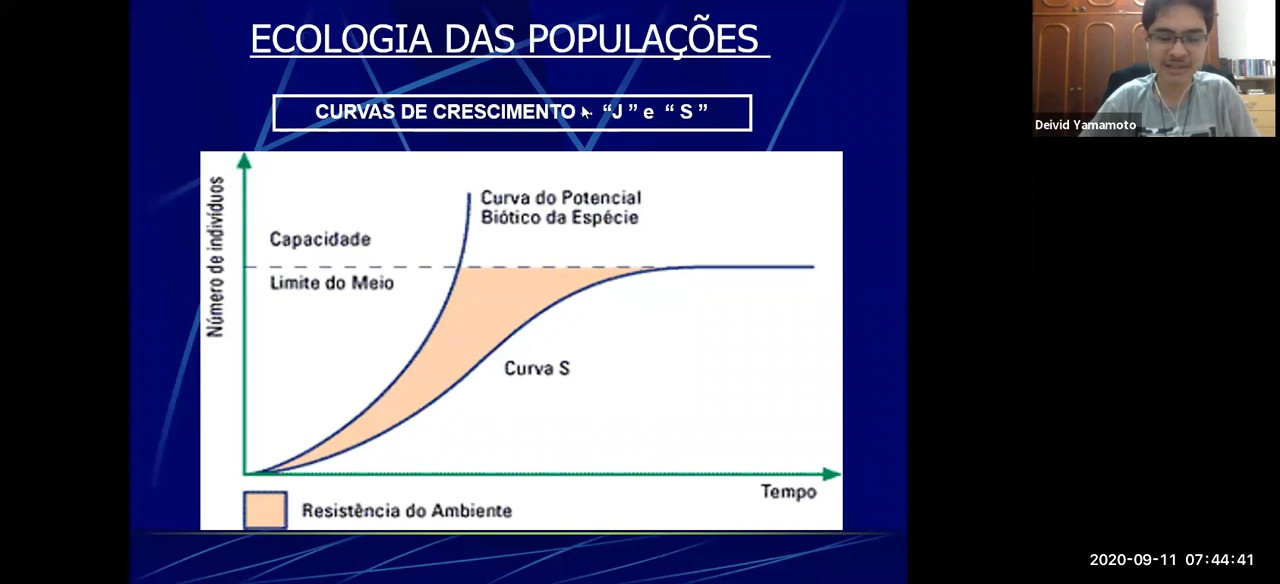 ECOLOGIA DAS POPULAÇÕES
CURVAS DE CRESCIMENTO - “J ” e “ S ”
Número de indivíduos
Curva do Potencial
Biótico da Espécie
Capacidade
Limite do Meio
Curva S
Tempo
Resistência do Ambiente
Deivid Yamamoto
2020-09-11 07:44:41